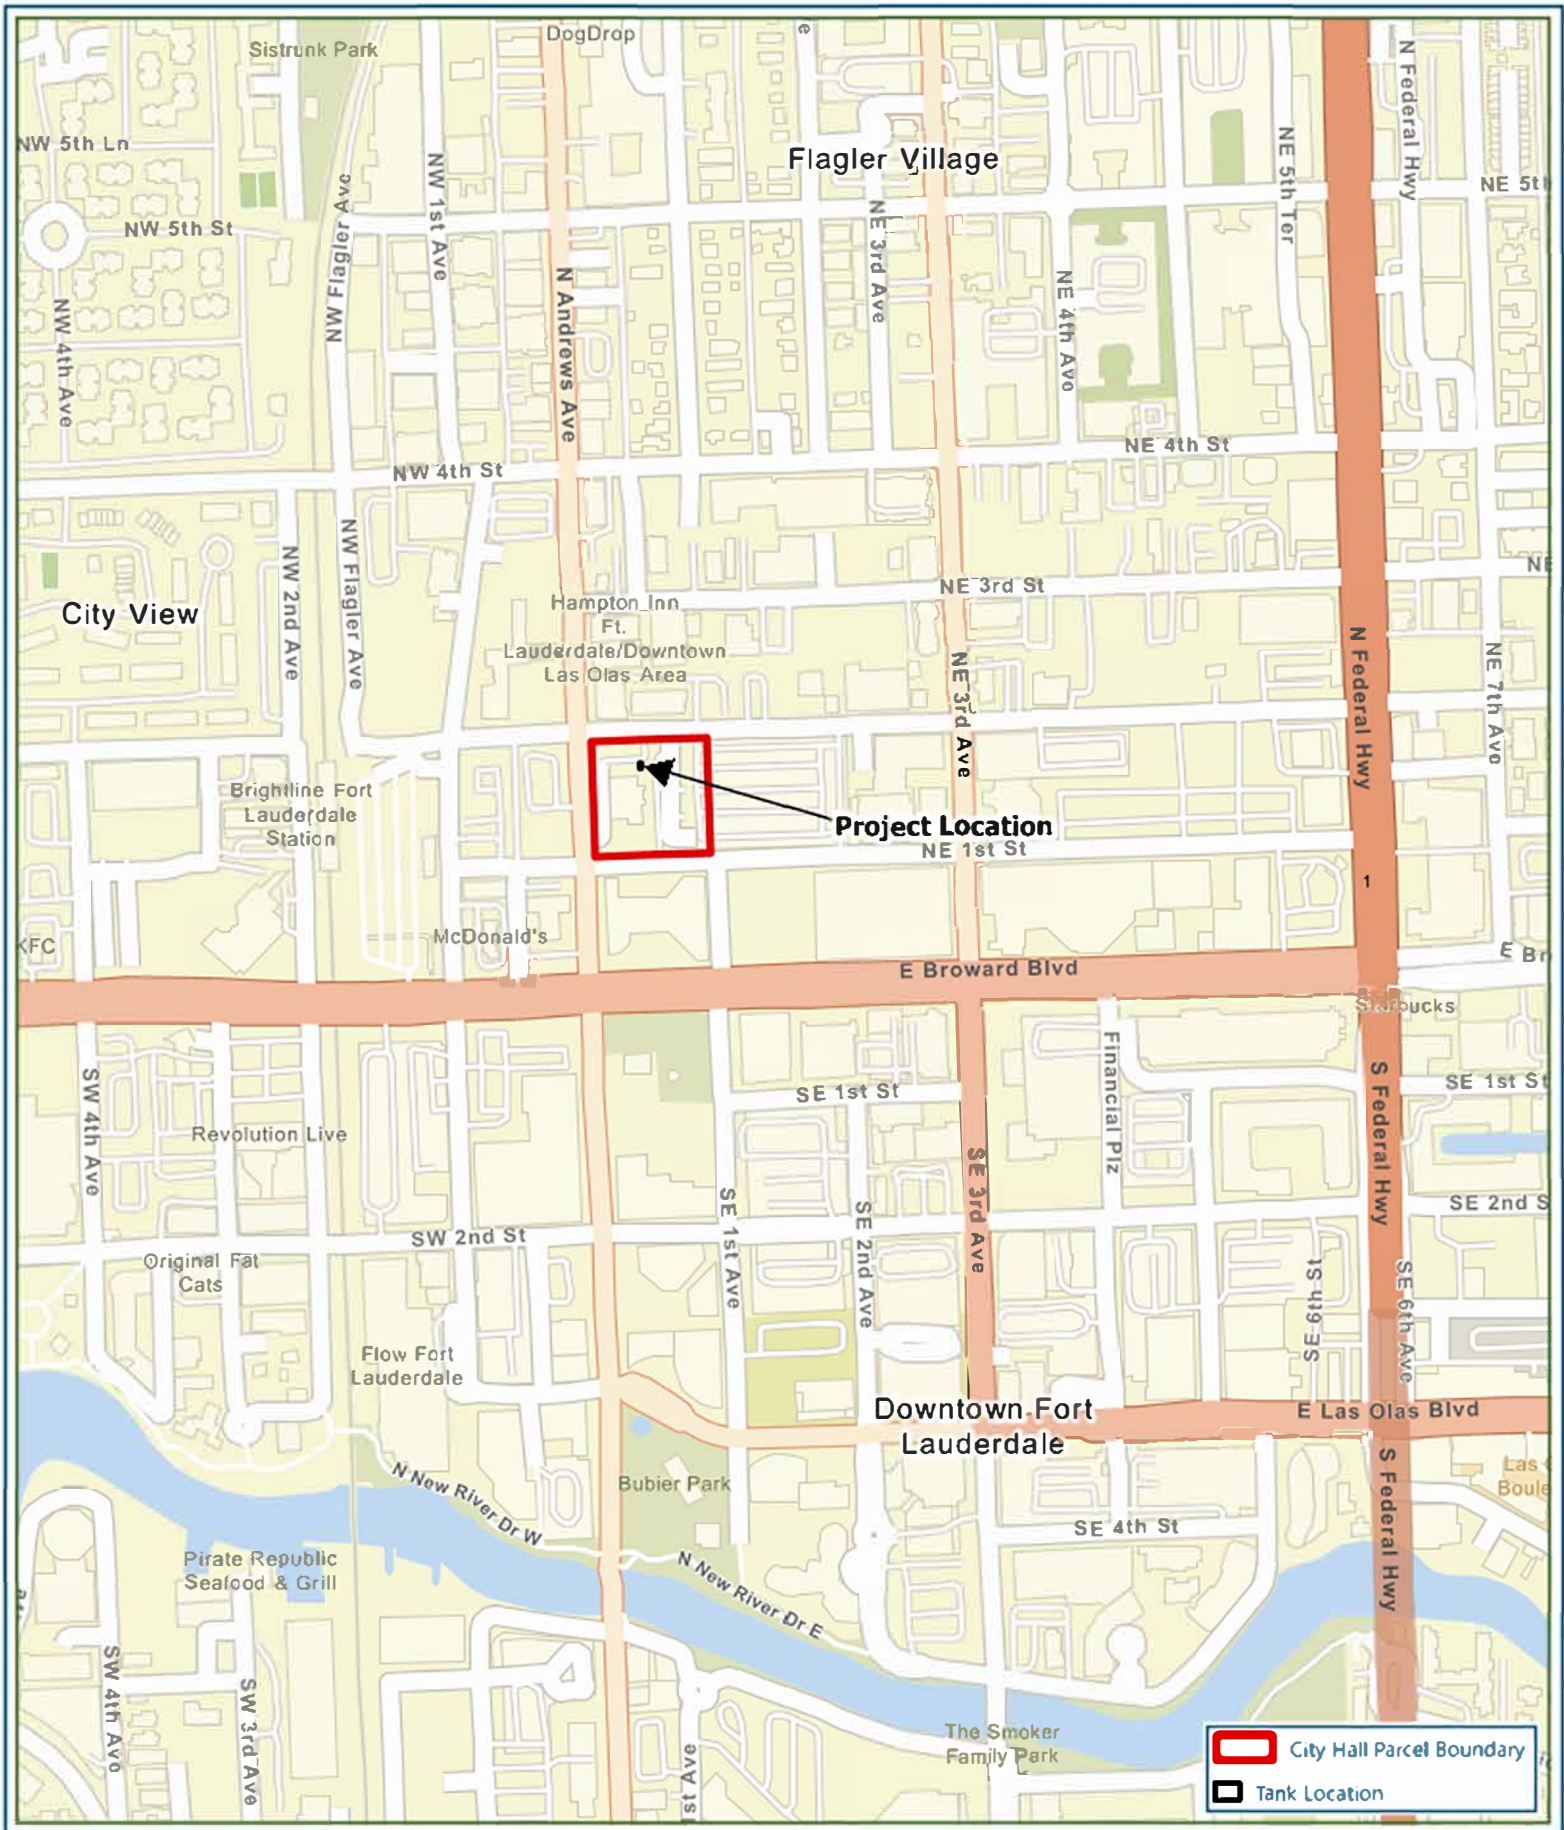 DogDrop
Sistrunk Park
N Federal Hwy
NW 5th Ln
Flagler Village
NE 5th Ter
NW 1st Ave
NW Flagler Ave
NE 3rd Ave
NW 5th St
N Andrews Ave
NE 4th Ave
NW 4th Ave
NE 4th St
NW 4th St
NW Flagler Ave
NW 2nd Ave
NE
NE 3rd St
City View
Hampton Inn
Ft.
Lauderdale/Downtown
Las Olas Area
NE 3rd Ave
N Federal Hwy
NE 7th Ave
Brightline Fort
Lauderdale
Station
Project Location
NE 1st St
1
KFC
McDonald's
E Broward Blvd
E Br
Starbucks
Financial Plz
SW 4th Ave
S Federal Hwy
SE 1st St
SE 1st St
Revolution Live
SE 3rd Ave
SE 1st Ave
SE 2nd Ave
SE 2nd S
SW 2nd St
Original Fat
Cats
SE 6th St
SE 6th Ave
Flow Fort
Lauderdale
Downtown Fort
Lauderdale
E Las Olas Blvd
Bubier Park
S Federal Hwy
Las
Boule
N New River Dr W
SE 4th St
Pirate Republic
Seafood & Grill
N New River Dr E
SW 4th Ave
SW 3rd Ave
st Ave
The Smoker
Family Park
City Hall Parcel Boundary
Tank Location